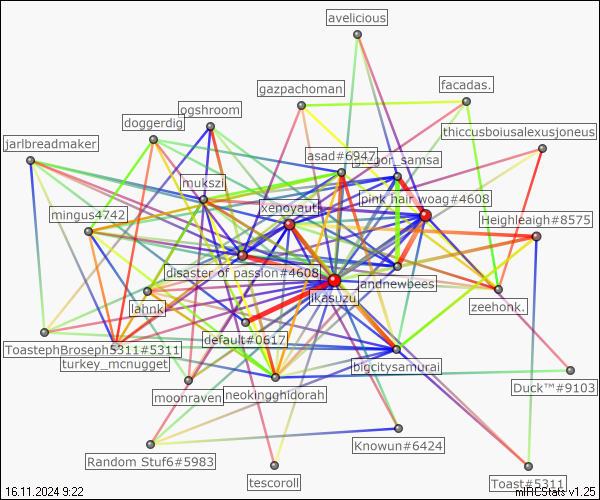 avelicious
gazpachoman
facadas.
ogshroom
doggerdig
thiccusboiusalexusjoneus
jarlbreadmaker
asad#6947
gregor_samsa
mukszi
pink hair woag#4608
xenoyaut
mingus4742
Heighleaigh#8575
disaster of passion#4608
andnewbees
ikasuzu
lahnk
zeehonk.
default#0617
ToastephBroseph5311#5311
turkey_mcnugget
bigcitysamurai
moonraven
neokingghidorah
Duck™#9103
Knowun#6424
Random Stuf6#5983
tescoroll
Toast#5311
16.11.2024 9:22
mIRCStats v1.25